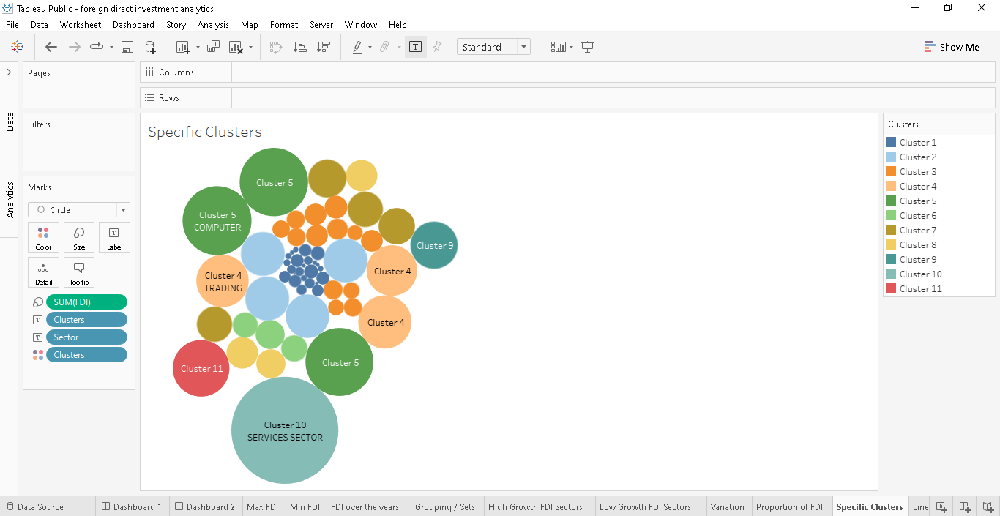 Tableau Public - foreign direct investment analytics
File Data Worksheet Dashboard Story Analysis Map Format Server Window Help
Standard
Show Me
Data
Analytics
Pages
Filters
Marks
Circle
Color Size Label
Detail Tooltip
SUM(FDI)
Clusters
Sector
Clusters
Columns
Rows
Specific Clusters
Cluster 5
Cluster 5
COMPUTER
Cluster 9
Cluster 4
TRADING
Cluster 4
Cluster 4
Cluster 5
Cluster 11
Cluster 10
SERVICES SECTOR
Clusters
Cluster 1
Cluster 2
Cluster 3
Cluster 4
Cluster 5
Cluster 6
Cluster 7
Cluster 8
Cluster 9
Cluster 10
Cluster 11
Data Source Dashboard 1 Dashboard 2 Max FDI Min FDI FDI over the years Grouping / Sets High Growth FDI Sectors Low Growth FDI Sectors Variation Proportion of FDI Specific Clusters Line